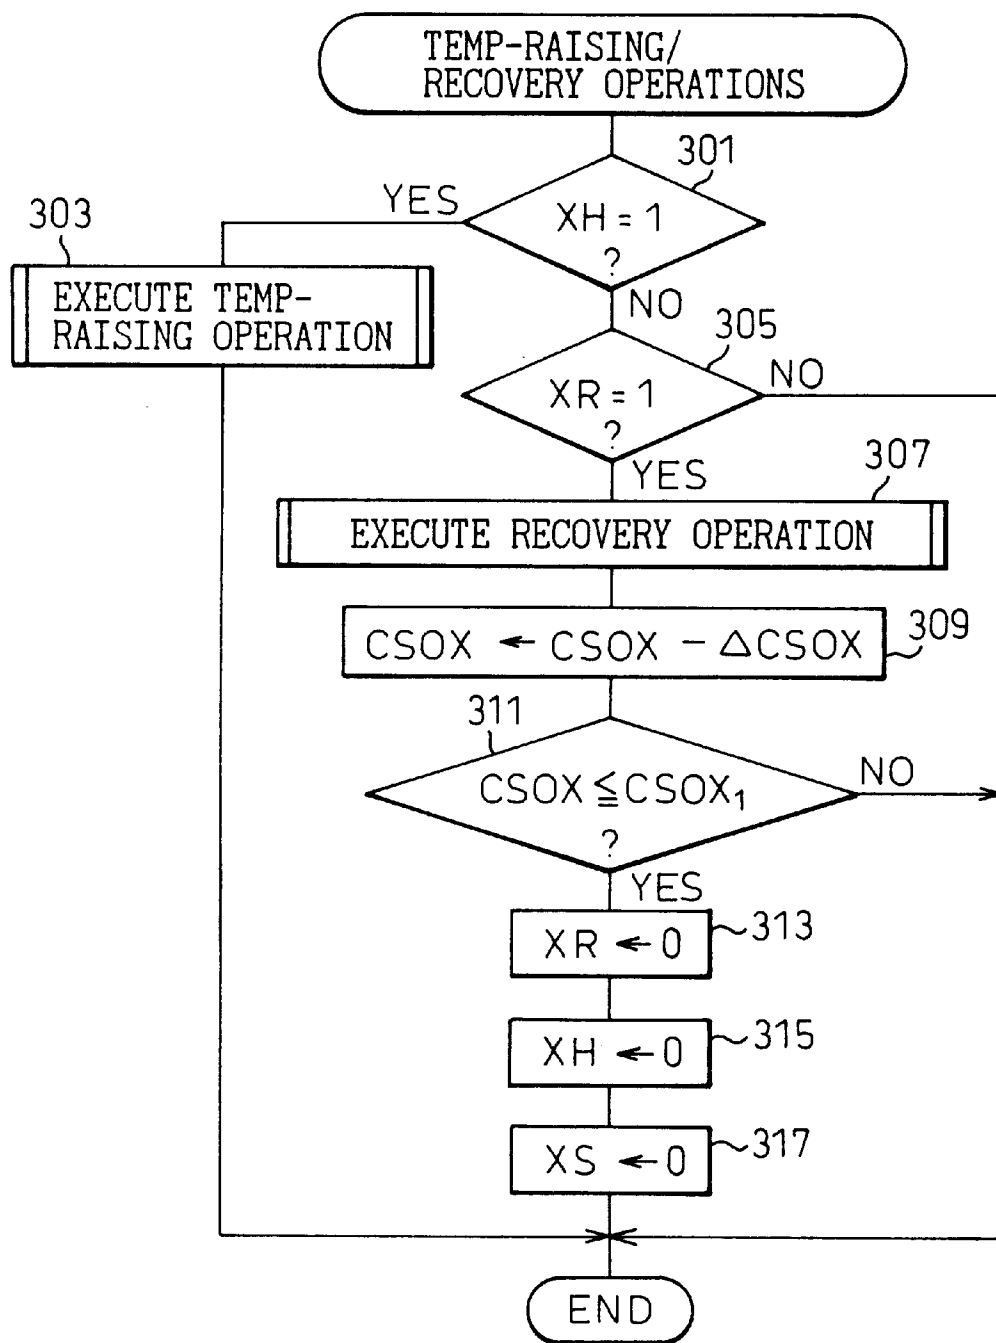 TEMP-RAISING/
RECOVERY OPERATIONS
301
YES
XH = 1
?
303
EXECUTE TEMP-
RAISING OPERATION
NO
305
XR = 1
?
NO
YES
307
EXECUTE RECOVERY OPERATION
CSOX ← CSOX - △CSOX
309
311
CSOX ≦ CSOX₁
?
NO
YES
XR ← 0
313
XH ← 0
315
XS ← 0
317
END